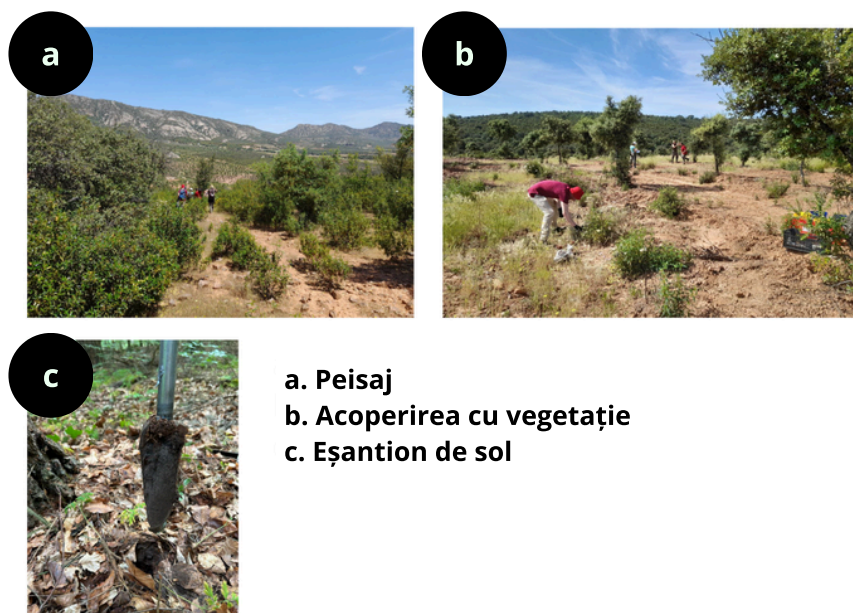 a
b
c
a. Peisaj
b. Acoperirea cu vegetație
c. Eșantion de sol